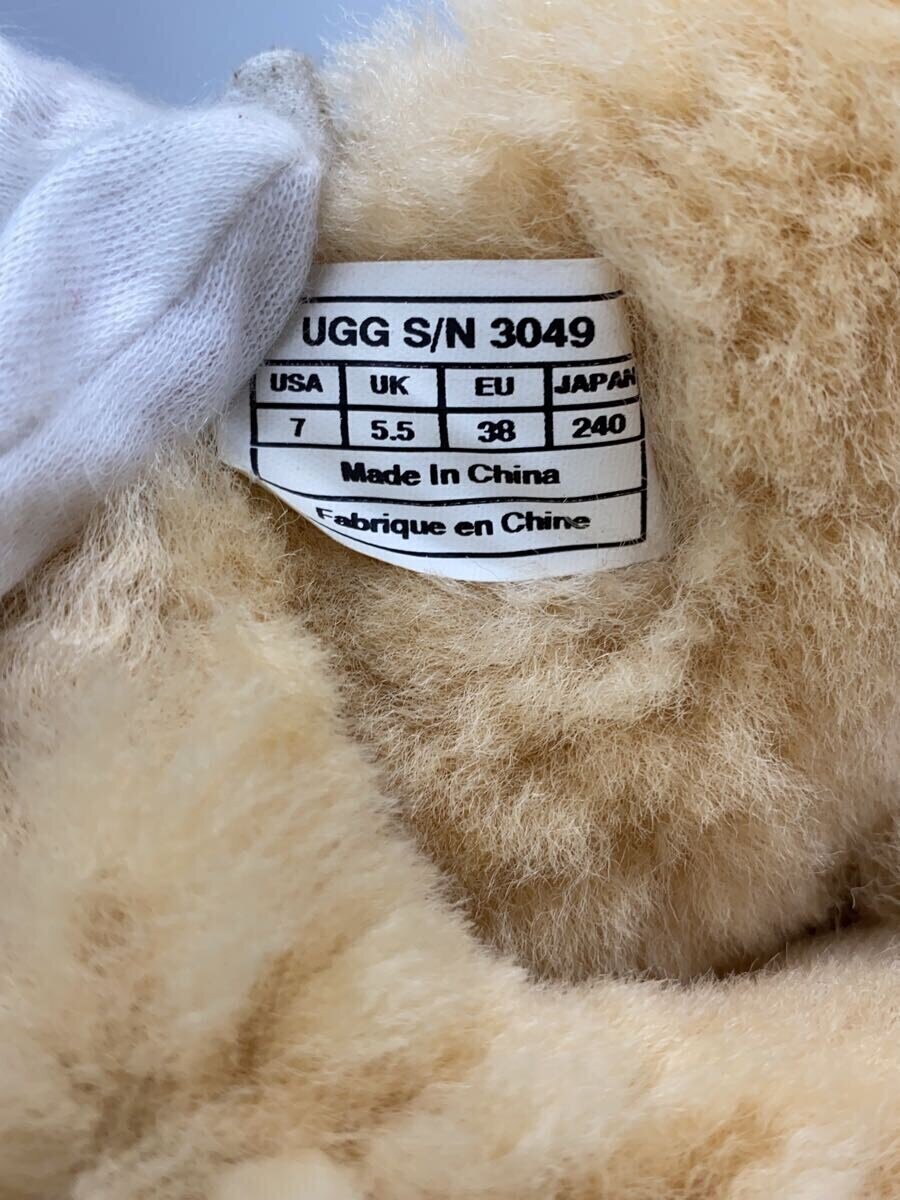 UGG S/N 3049
USA UK EU JAPAN
7 5.5 38 240
Made In China
Fabrique en Chine